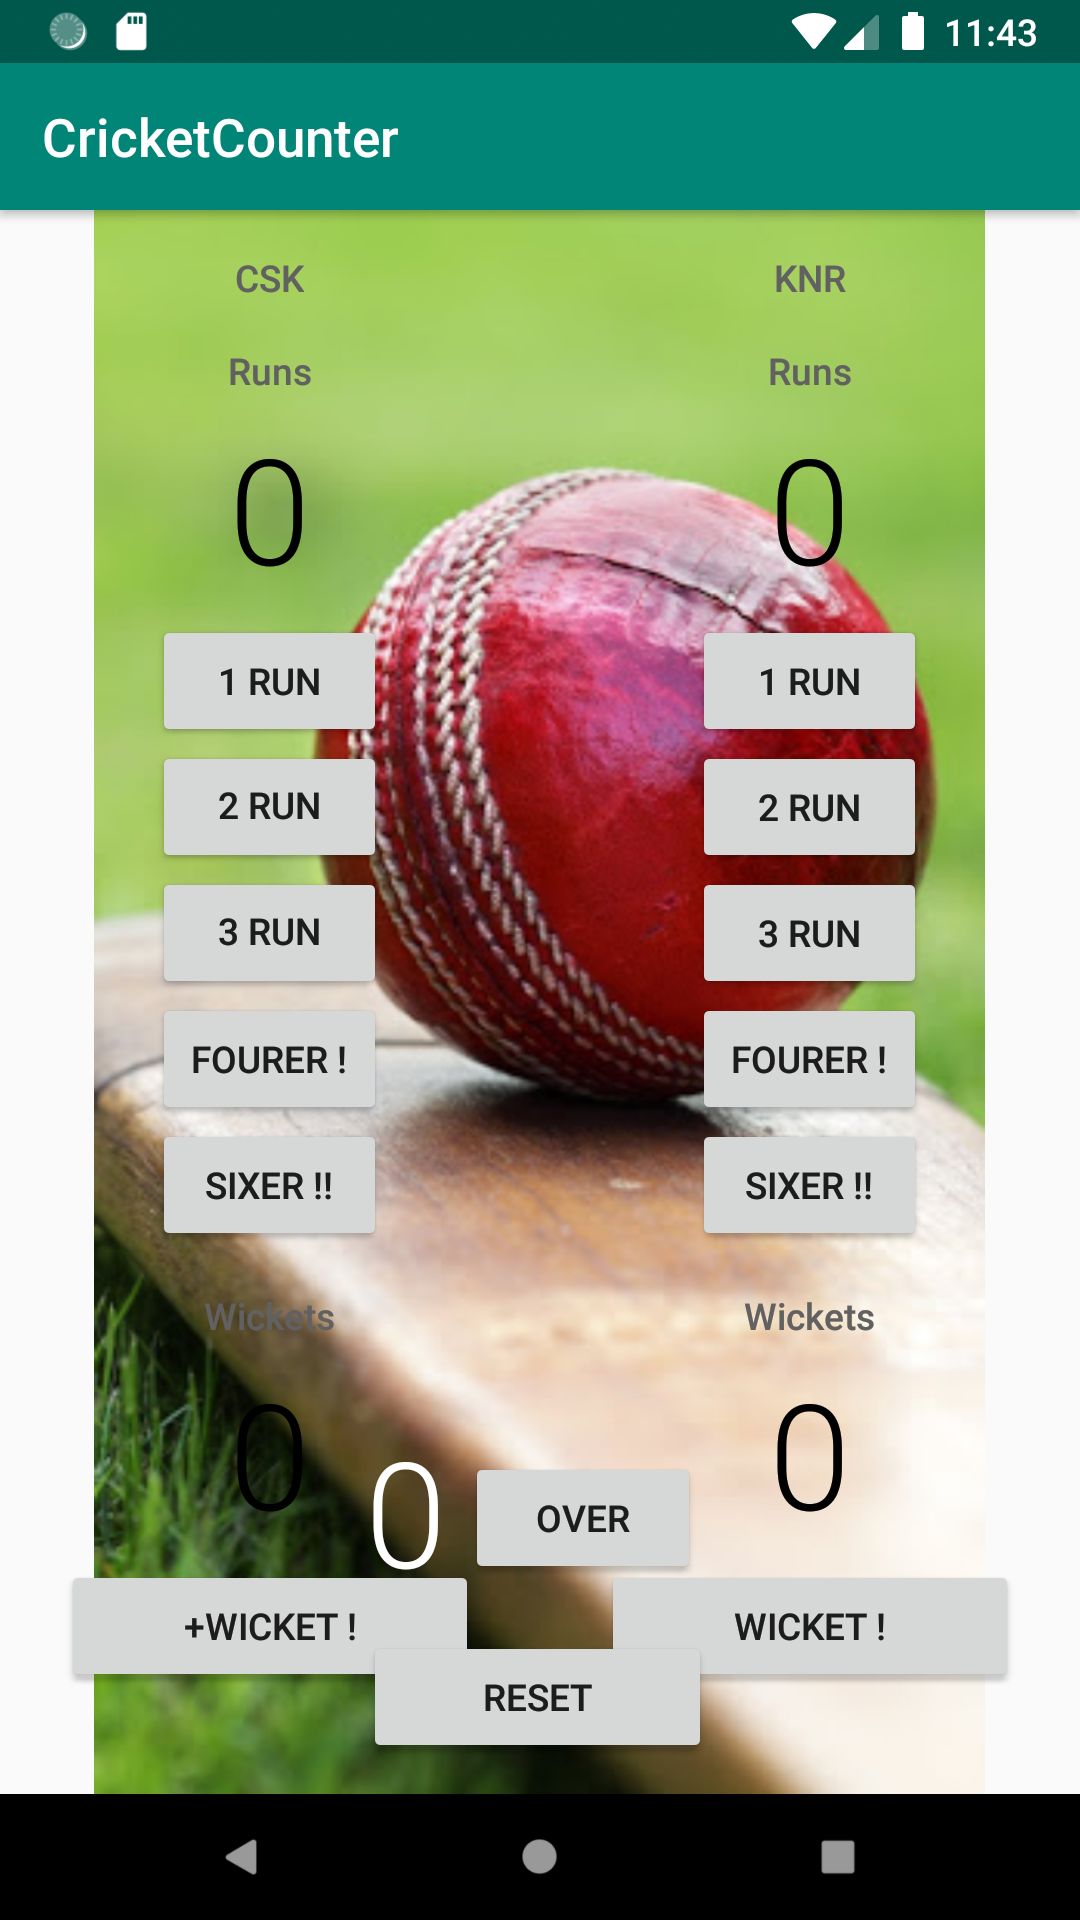 11:43
CricketCounter
CSK KNR
Runs Runs
0 0
1 RUN 1 RUN
2 RUN 2 RUN
3 RUN 3 RUN
FOURER ! FOURER !
SIXER !! SIXER !!
Wickets Wickets
0 0
0 OVER
+WICKET ! WICKET !
RESET